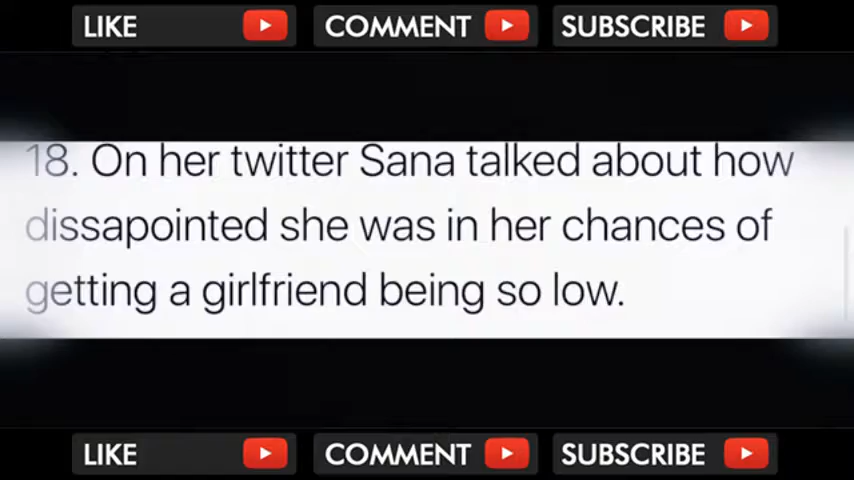 LIKE COMMENT SUBSCRIBE
18. On her twitter Sana talked about how
dissapointed she was in her chances of
getting a girlfriend being so low.
LIKE COMMENT SUBSCRIBE